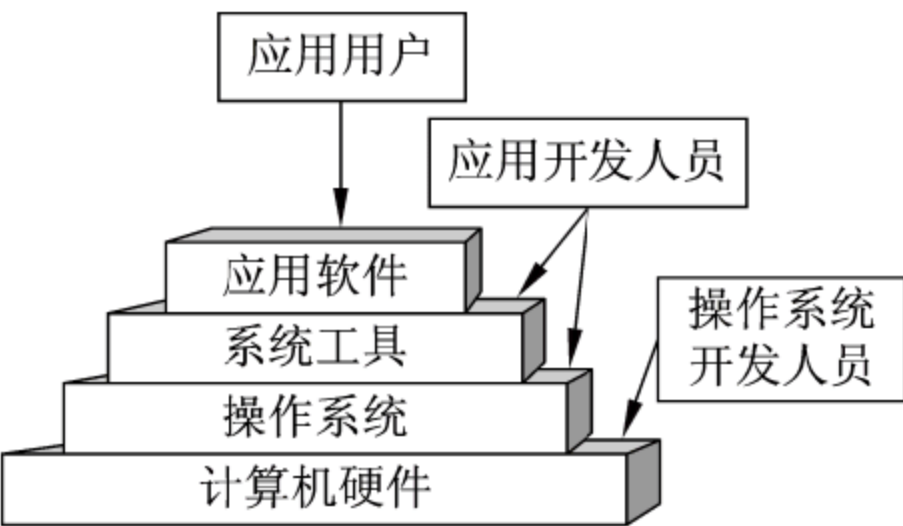 应用用户
应用开发人员
应用软件
操作系统
开发人员
系统工具
操作系统
计算机硬件